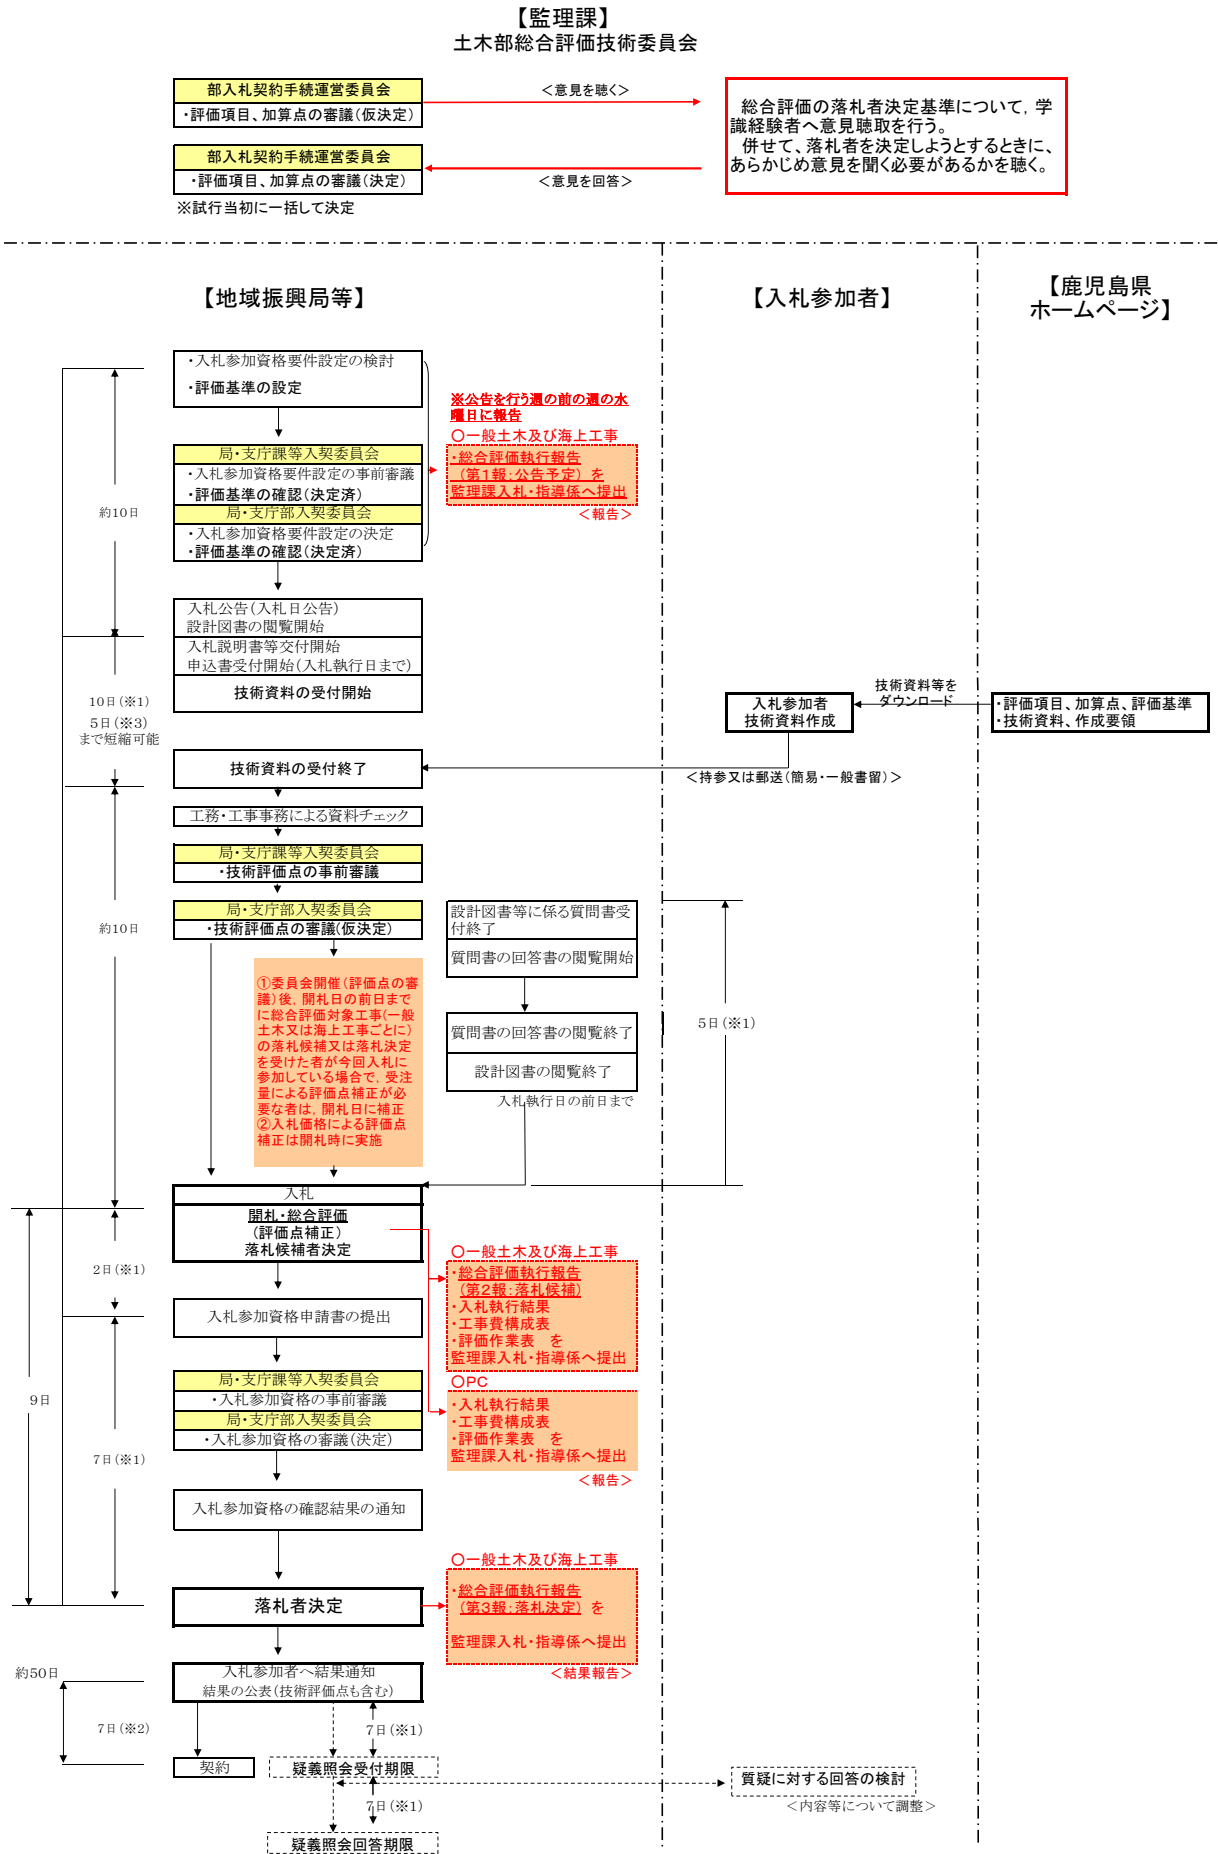 【監理課】
土木部総合評価技術委員会
部入札契約手続運営委員会
・評価項目、加算点の審議(仮決定)
＜意見を聴く＞
総合評価の落札者決定基準について, 学
識経験者へ意見聴取を行う。
併せて、落札者を決定しようとするときに、
あらかじめ意見を聞く必要があるかを聴く。
部入札契約手続運営委員会
・評価項目、加算点の審議(決定)
＜意見を回答＞
※試行当初に一括して決定
【地域振興局等】
【入札参加者】
【鹿児島県
ホームページ】
・入札参加資格要件設定の検討
・評価基準の設定
※公告を行う週の前の週の水
曜日に報告
○一般土木及び海上工事
・総合評価執行報告
(第1報:公告予定) を
監理課入札・指導係へ提出
＜報告＞
局・支庁課等入契委員会
・入札参加資格要件設定の事前審議
・評価基準の確認(決定済)
局・支庁部入契委員会
・入札参加資格要件設定の決定
・評価基準の確認(決定済)
約10日
入札公告(入札日公告)
設計図書の閲覧開始
入札説明書等交付開始
申込書受付開始(入札執行日まで)
技術資料の受付開始
10日(※1)
5日(※3)
まで短縮可能
入札参加者
技術資料作成
技術資料等を
ダウンロード
・評価項目、加算点、評価基準
・技術資料、作成要領
技術資料の受付終了
＜持参又は郵送(簡易・一般書留)＞
工務・工事事務による資料チェック
局・支庁課等入契委員会
・技術評価点の事前審議
局・支庁部入契委員会
・技術評価点の審議(仮決定)
約10日
設計図書等に係る質問書受
付終了
質問書の回答書の閲覧開始
質問書の回答書の閲覧終了
設計図書の閲覧終了
入札執行日の前日まで
5日(※1)
①委員会開催(評価点の審
議)後, 開札日の前日まで
に総合評価対象工事(一般
土木又は海上工事ごとに)
の落札候補又は落札決定
を受けた者が今回入札に
参加している場合で, 受注
量による評価点補正が必
要な者は, 開札日に補正
②入札価格による評価点
補正は開札時に実施
入札
開札・総合評価
(評価点補正)
落札候補者決定
2日(※1)
○一般土木及び海上工事
・総合評価執行報告
(第2報:落札候補)
・入札執行結果
・工事費構成表
・評価作業表 を
監理課入札・指導係へ提出
入札参加資格申請書の提出
○PC
・入札執行結果
・工事費構成表
・評価作業表 を
監理課入札・指導係へ提出
＜報告＞
局・支庁課等入契委員会
・入札参加資格の事前審議
局・支庁部入契委員会
・入札参加資格の審議(決定)
9日
7日(※1)
入札参加資格の確認結果の通知
○一般土木及び海上工事
・総合評価執行報告
(第3報:落札決定) を
監理課入札・指導係へ提出
＜結果報告＞
落札者決定
約50日
入札参加者へ結果通知
結果の公表(技術評価点も含む)
7日(※2)
7日(※1)
契約
疑義照会受付期限
質疑に対する回答の検討
＜内容等について調整＞
7日(※1)
疑義照会回答期限